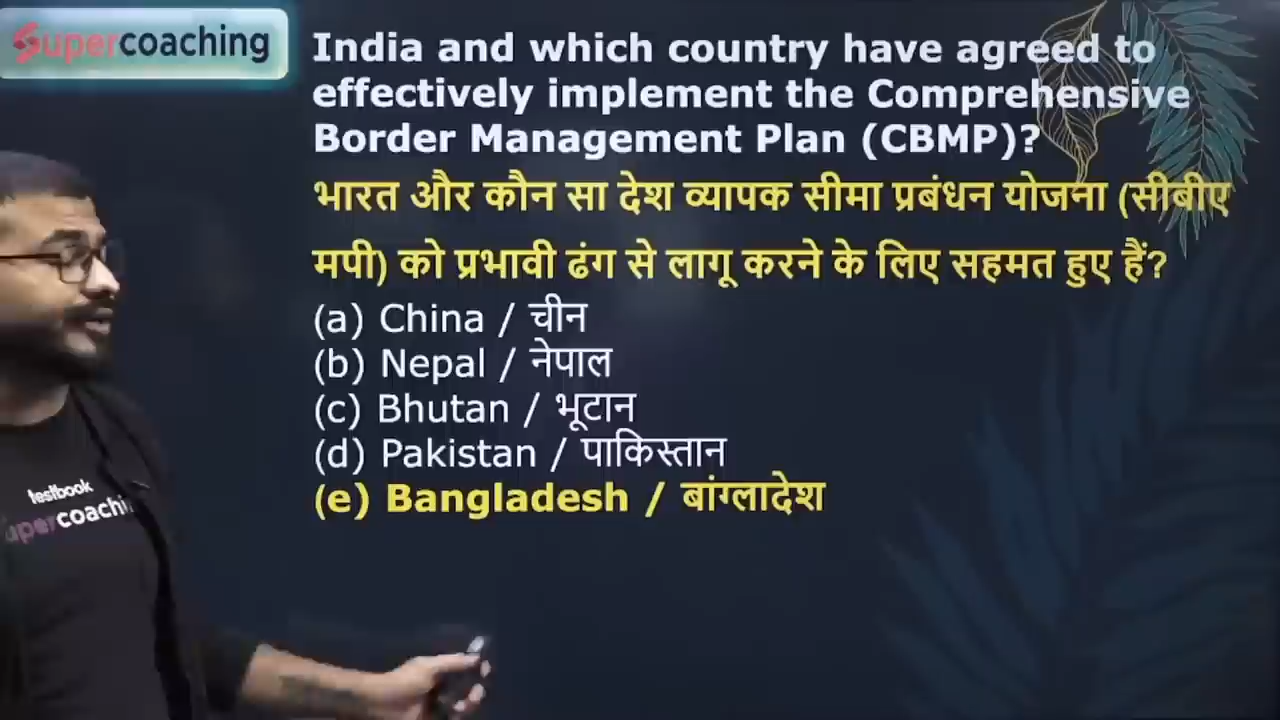 Supercoaching
India and which country have agreed to
effectively implement the Comprehensive
Border Management Plan (CBMP)?
भारत और कौन सा देश व्यापक सीमा प्रबंधन योजना (सीबीए
मपी) को प्रभावी ढंग से लागू करने के लिए सहमत हुए हैं?
(a) China / चीन
(b) Nepal / नेपाल
(c) Bhutan / भूटान
(d) Pakistan / पाकिस्तान
(e) Bangladesh / बांग्लादेश
testbook
upercoachi